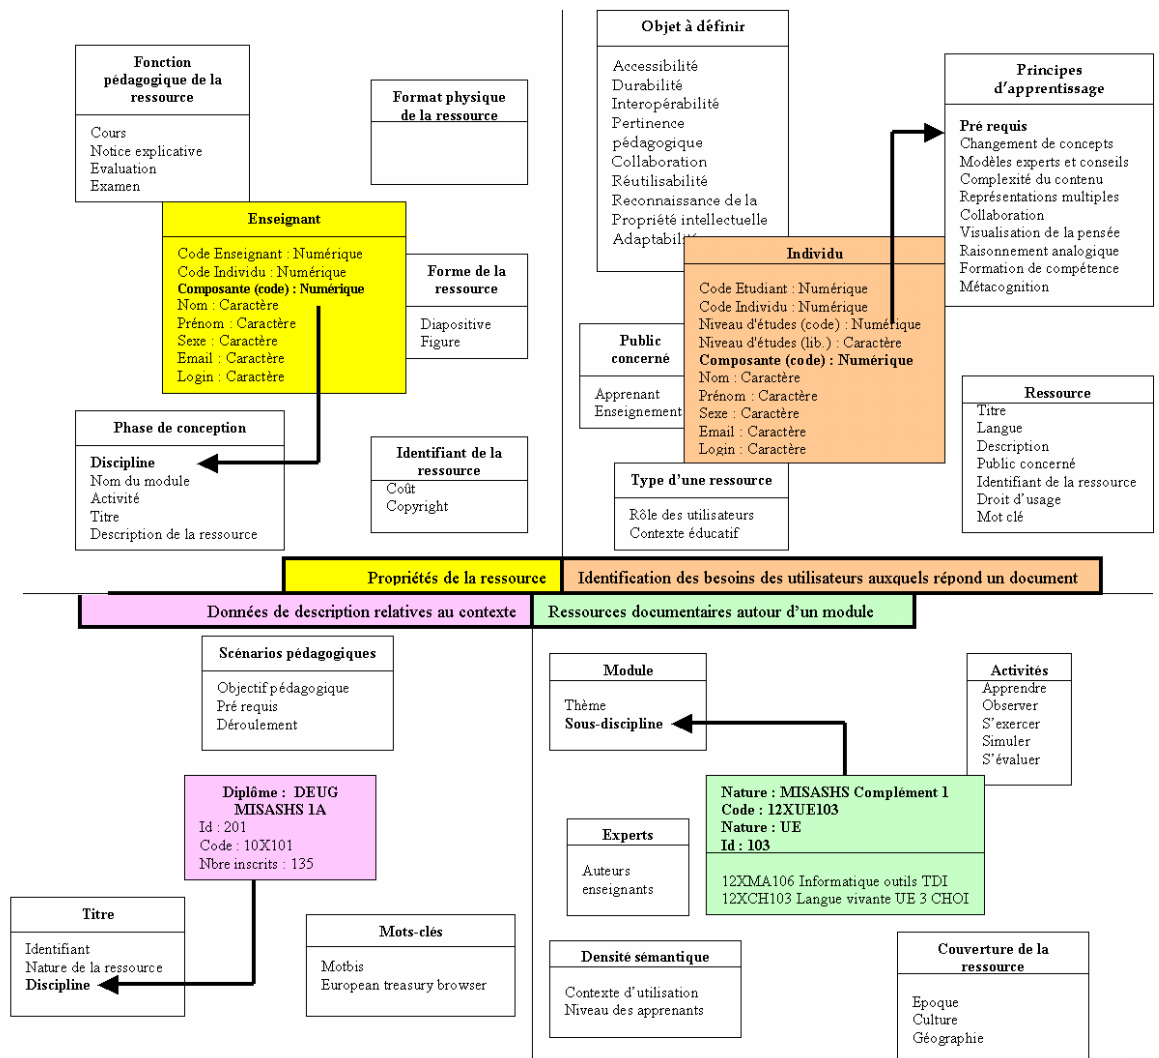 Fonction
pédagogique de la
ressource
Cours
Notice explicative
Evaluation
Examen
Format physique
de la ressource
Enseignant
Code Enseignant : Numérique
Code Individu : Numérique
Composante (code) : Numérique
Nom : Caractère
Prénom : Caractère
Sexe : Caractère
Email : Caractère
Login : Caractère
Forme de la
ressource
Diapositive
Figure
Phase de conception
Discipline
Nom du module
Activité
Titre
Description de la ressource
Identifiant de la
ressource
Coût
Copyright
Objet à définir
Accessibilité
Durabilité
Interopérabilité
Pertinence
pédagogique
Collaboration
Réutilisabilité
Reconnaissance de la
Propriété intellectuelle
Adaptabilité
Principes
d'apprentissage
Pré requis
Changement de concepts
Modèles experts et conseils
Complexité du contenu
Représentations multiples
Collaboration
Visualisation de la pensée
Raisonnement analogique
Formation de compétence
Métacognition
Individu
Code Etudiant : Numérique
Code Individu : Numérique
Niveau d'études (code) : Numérique
Niveau d'études (lib.) : Caractère
Composante (code) : Numérique
Nom : Caractère
Prénom : Caractère
Sexe : Caractère
Email : Caractère
Login : Caractère
Public
concerné
Apprenant
Enseignement
Type d'une ressource
Rôle des utilisateurs
Contexte éducatif
Ressource
Titre
Langue
Description
Public concerné
Identifiant de la ressource
Droit d'usage
Mot clé
Propriétés de la ressource
Identification des besoins des utilisateurs auxquels répond un document
Données de description relatives au contexte
Ressources documentaires autour d'un module
Scénarios pédagogiques
Objectif pédagogique
Pré requis
Déroulement
Diplôme : DEUG
MISASHS 1A
Id : 201
Code : 10X101
Nbre inscrits : 135
Titre
Identifiant
Nature de la ressource
Discipline
Mots-clés
Motbis
European treasury browser
Module
Thème
Sous-discipline
Activités
Apprendre
Observer
S'exercer
Simuler
S'évaluer
Nature : MISASHS Complément 1
Code : 12XUE103
Nature : UE
Id : 103
12XMA106 Informatique outils TDI
12XCH103 Langue vivante UE 3 CHOI
Experts
Auteurs
enseignants
Densité sémantique
Contexte d'utilisation
Niveau des apprenants
Couverture de la
ressource
Epoque
Culture
Géographie